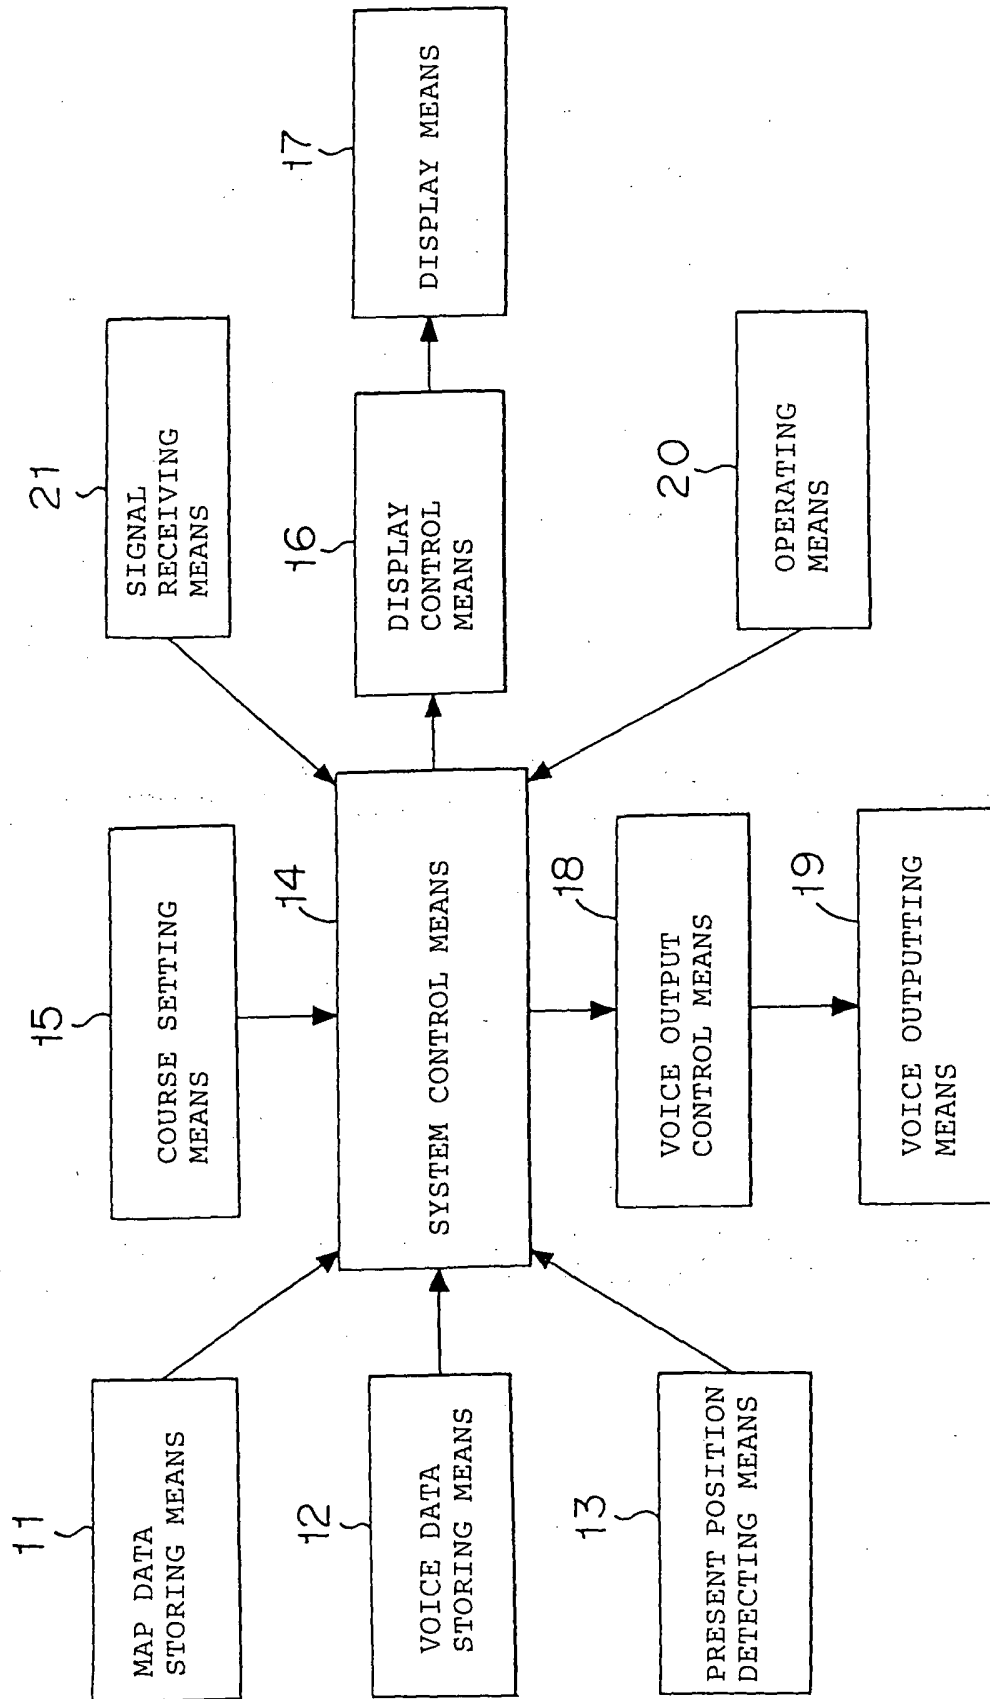 11
MAP DATA
STORING MEANS
12
VOICE DATA
STORING MEANS
13
PRESENT POSITION
DETECTING MEANS
15
COURSE SETTING
MEANS
14
SYSTEM CONTROL MEANS
18
VOICE OUTPUT
CONTROL MEANS
19
VOICE OUTPUTTING
MEANS
21
SIGNAL
RECEIVING
MEANS
16
DISPLAY
CONTROL
MEANS
20
OPERATING
MEANS
17
DISPLAY MEANS